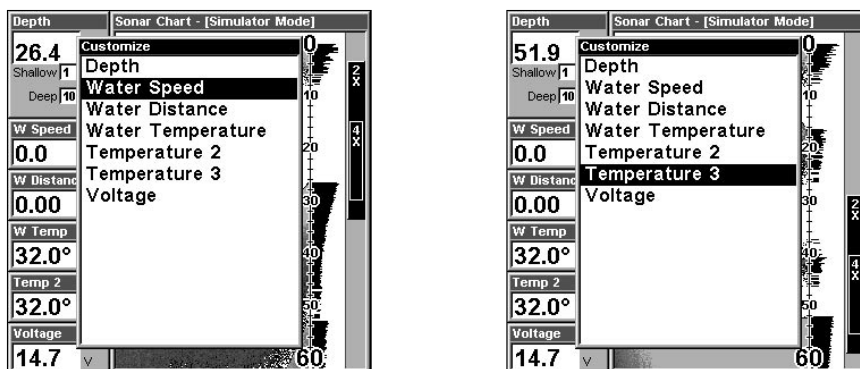 Depth
Sonar Chart - [Simulator Mode]
26.4
Shallow 1
Deep 10
W Speed
0.0
W Distanc
0.00
W Temp
32.0°
Temp 2
32.0°
Voltage
14.7
v
Customize
Depth
Water Speed
Water Distance
Water Temperature
Temperature 2
Temperature 3
Voltage
0
10
20
30
40
50
60
2X
4X
Depth
Sonar Chart - [Simulator Mode]
51.9
Shallow 1
Deep 10
W Speed
0.0
W Distanc
0.00
W Temp
32.0°
Temp 2
32.0°
Voltage
14.7
v
Customize
Depth
Water Speed
Water Distance
Water Temperature
Temperature 2
Temperature 3
Voltage
0
10
20
30
40
50
60
2X
4X